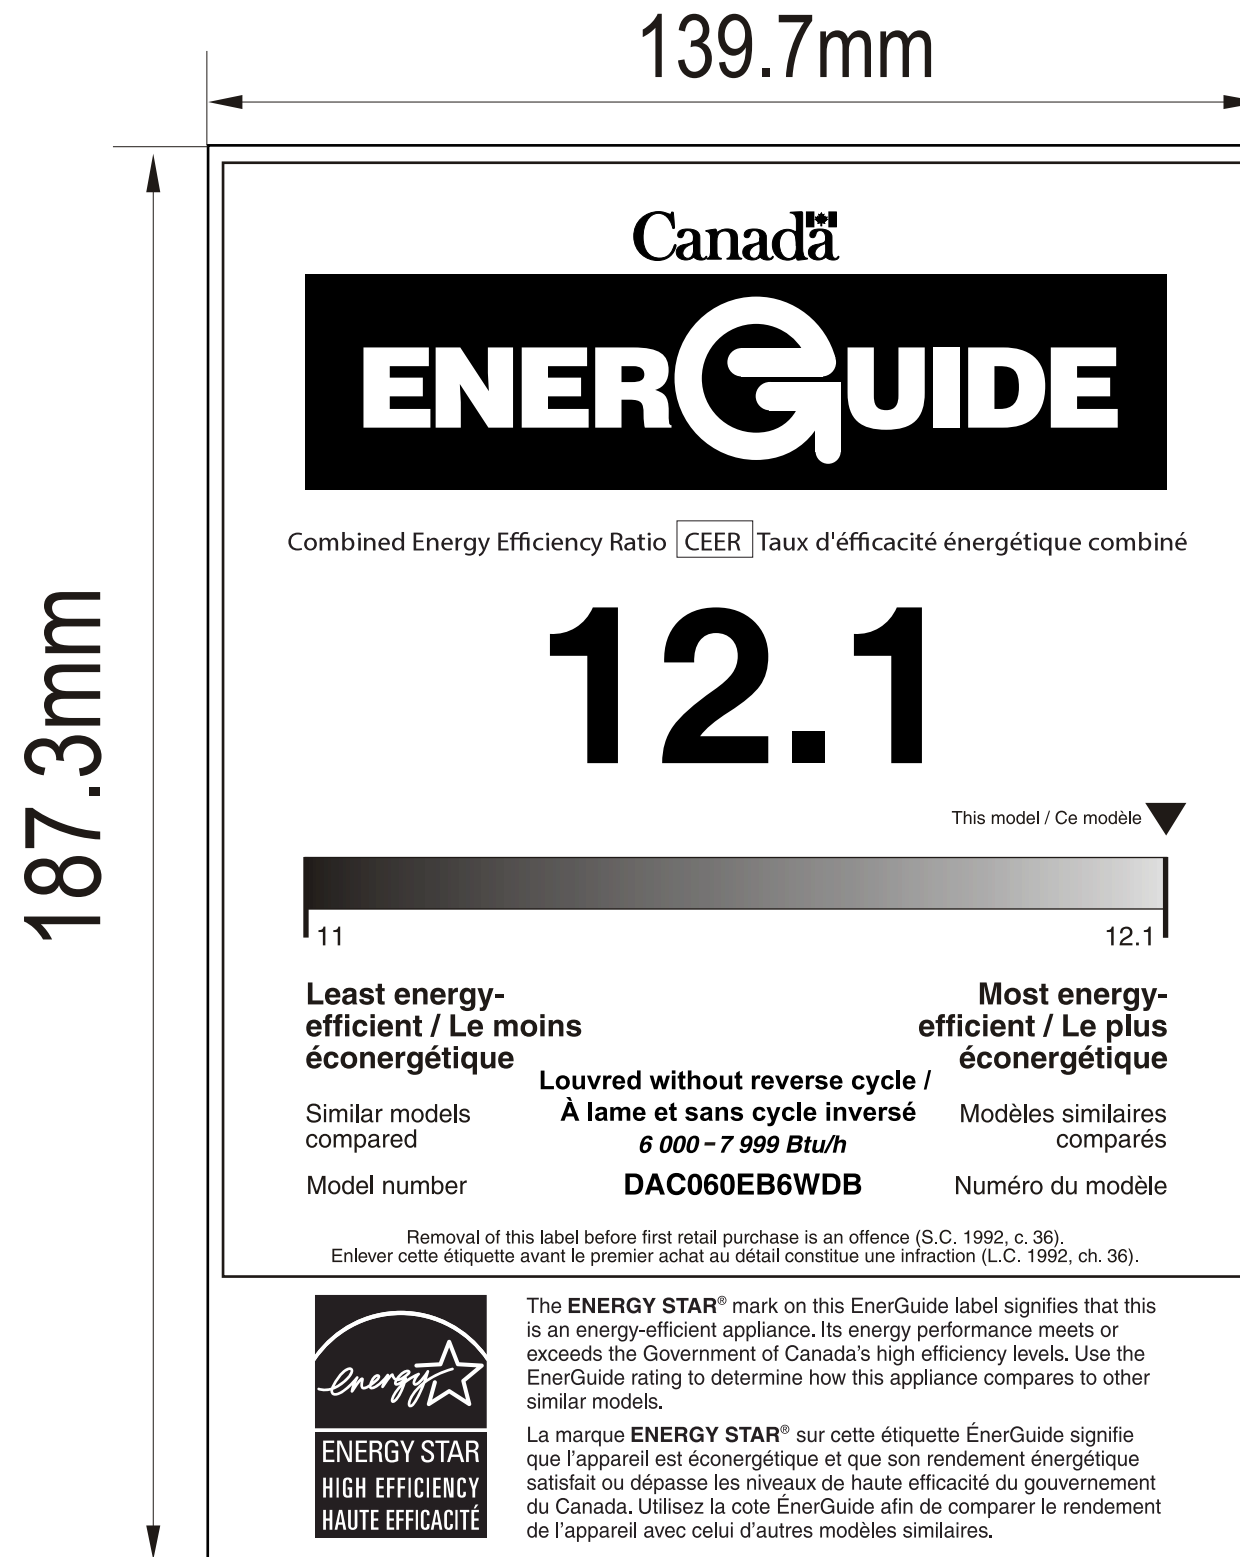 139.7mm
187.3mm
Canada
ENERGUIDE
Combined Energy Efficiency Ratio CEER Taux d'éfficacité énergétique combiné
12.1
This model / Ce modèle
11
12.1
Least energy-
efficient / Le moins
éconergétique
Most energy-
efficient / Le plus
éconergétique
Louvred without reverse cycle /
À lame et sans cycle inversé
6 000 – 7 999 Btu/h
Similar models
compared
Modèles similaires
comparés
Model number
DAC060EB6WDB
Numéro du modèle
Removal of this label before first retail purchase is an offence (S.C. 1992, c. 36).
Enlever cette étiquette avant le premier achat au détail constitue une infraction (L.C. 1992, ch. 36).
energy
ENERGY STAR
HIGH EFFICIENCY
HAUTE EFFICACITÉ
The ENERGY STAR® mark on this EnerGuide label signifies that this
is an energy-efficient appliance. Its energy performance meets or
exceeds the Government of Canada’s high efficiency levels. Use the
EnerGuide rating to determine how this appliance compares to other
similar models.
La marque ENERGY STAR® sur cette étiquette ÉnerGuide signifie
que l’appareil est éconergétique et que son rendement énergétique
satisfait ou dépasse les niveaux de haute efficacité du gouvernement
du Canada. Utilisez la cote ÉnerGuide afin de comparer le rendement
de l’appareil avec celui d’autres modèles similaires.